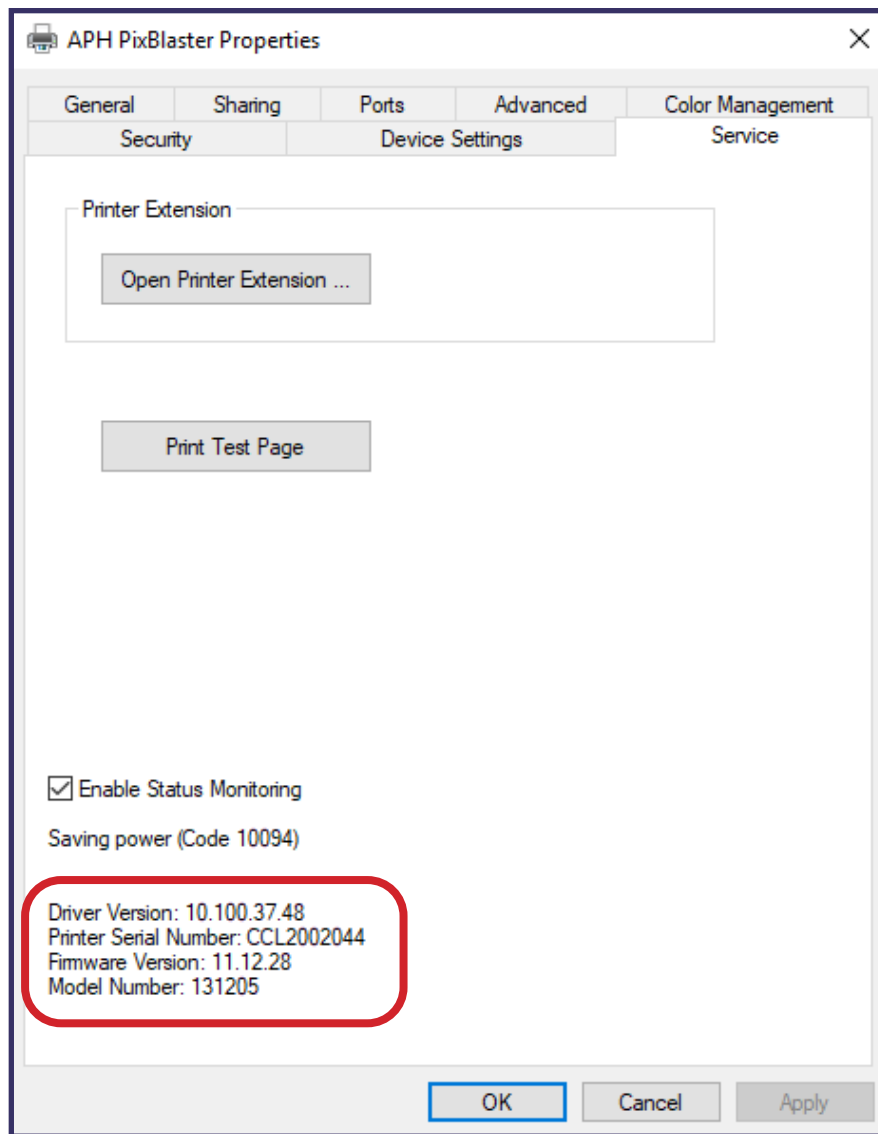 APH PixBlaster Properties
General Sharing Ports Advanced Color Management
Security Device Settings Service
Printer Extension
Open Printer Extension ...
Print Test Page
Enable Status Monitoring
Saving power (Code 10094)
Driver Version: 10.100.37.48
Printer Serial Number: CCL2002044
Firmware Version: 11.12.28
Model Number: 131205
OK Cancel Apply